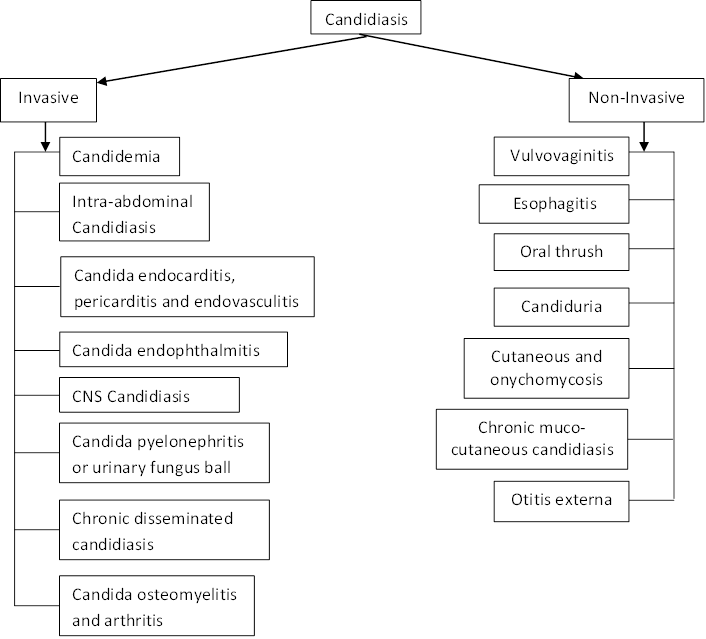 Candidiasis
Invasive
Non-Invasive
Candidemia
Intra-abdominal
Candidiasis
Candida endocarditis,
pericarditis and endovasculitis
Candida endophthalmitis
CNS Candidiasis
Candida pyelonephritis
or urinary fungus ball
Chronic disseminated
candidiasis
Candida osteomyelitis
and arthritis
Vulvovaginitis
Esophagitis
Oral thrush
Candiduria
Cutaneous and
onychomycosis
Chronic muco-
cutaneous candidiasis
Otitis externa